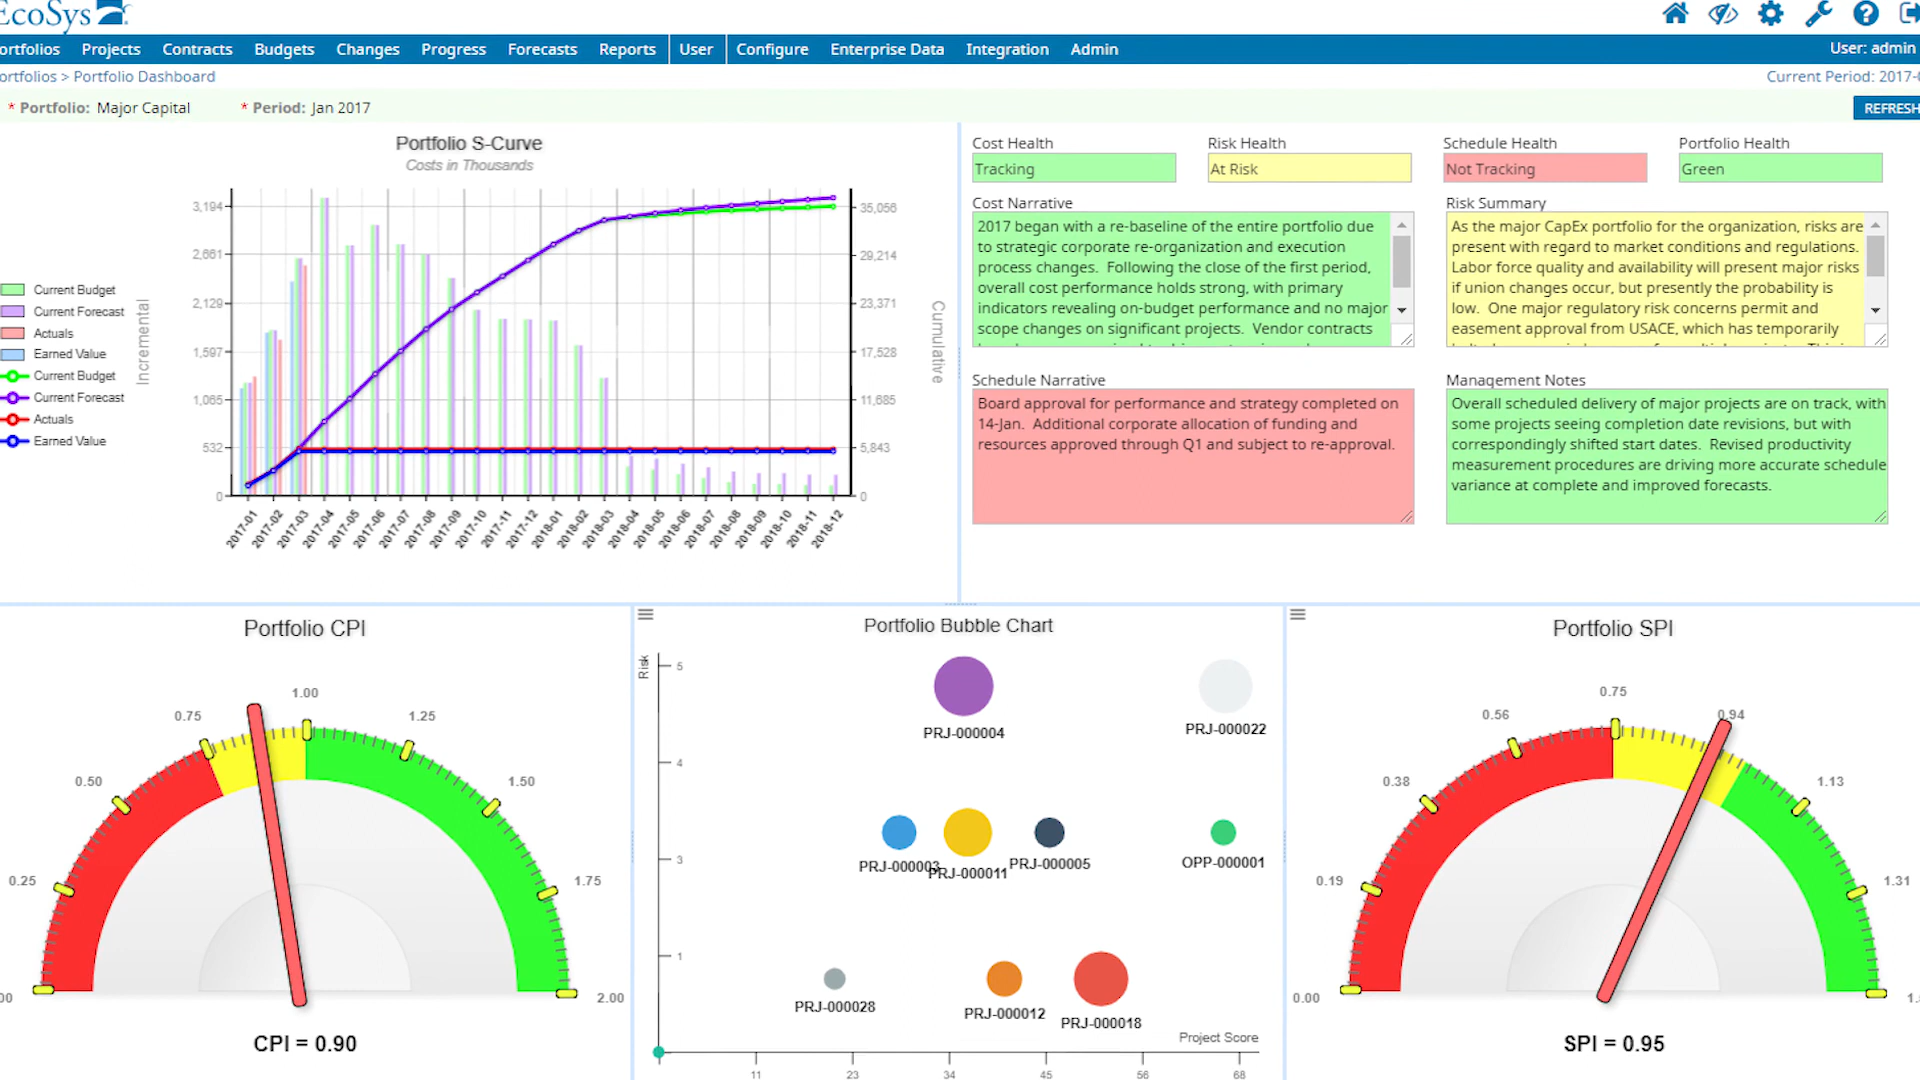 EcoSys
ortfolios Projects Contracts Budgets Changes Progress Forecasts Reports User Configure Enterprise Data Integration Admin User: admin
ortfolios > Portfolio Dashboard Current Period: 2017-0
* Portfolio: Major Capital * Period: Jan 2017 REFRESH
Portfolio S-Curve
Costs in Thousands
3,194
2,661
2,129
1,597
1,065
532
0
Incremental
35,058
29,214
23,371
17,528
11,685
5,843
0
Cumulative
Current Budget
Current Forecast
Actuals
Earned Value
Current Budget
Current Forecast
Actuals
Earned Value
2017-01 2017-02 2017-03 2017-04 2017-05 2017-06 2017-07 2017-08 2017-09 2017-10 2017-11 2017-12 2018-01 2018-02 2018-03 2018-04 2018-05 2018-06 2018-07 2018-08 2018-09 2018-10 2018-11 2018-12
Cost Health Risk Health Schedule Health Portfolio Health
Tracking At Risk Not Tracking Green
Cost Narrative
2017 began with a re-baseline of the entire portfolio due
to strategic corporate re-organization and execution
process changes. Following the close of the first period,
overall cost performance holds strong, with primary
indicators revealing on-budget performance and no major
scope changes on significant projects. Vendor contracts
Risk Summary
As the major CapEx portfolio for the organization, risks are
present with regard to market conditions and regulations.
Labor force quality and availability will present major risks
if union changes occur, but presently the probability is
low. One major regulatory risk concerns permit and
easement approval from USACE, which has temporarily
Schedule Narrative
Board approval for performance and strategy completed on
14-Jan. Additional corporate allocation of funding and
resources approved through Q1 and subject to re-approval.
Management Notes
Overall scheduled delivery of major projects are on track, with
some projects seeing completion date revisions, but with
correspondingly shifted start dates. Revised productivity
measurement procedures are driving more accurate schedule
variance at complete and improved forecasts.
Portfolio CPI
00
0.25
0.50
0.75
1.00
1.25
1.50
1.75
2.00
CPI = 0.90
Portfolio Bubble Chart
Risk
5
4
3
1
PRJ-000004
PRJ-000022
PRJ-000003
PRJ-000011
PRJ-000005
OPP-000001
PRJ-000028
PRJ-000012
PRJ-000018
Project Score
11 23 34 45 56 68
Portfolio SPI
0.00
0.19
0.38
0.56
0.75
0.94
1.13
1.31
1.
SPI = 0.95